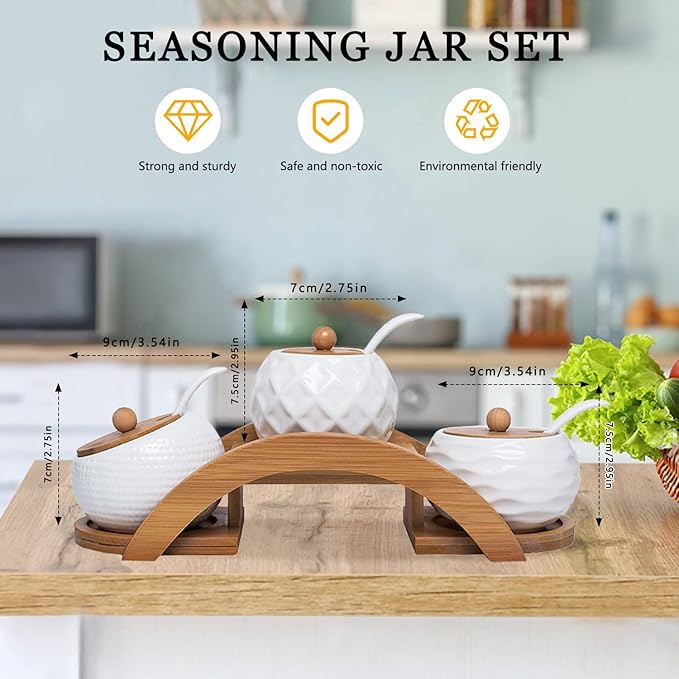 SEASONING JAR SET
Strong and sturdy
Safe and non-toxic
Environmental friendly
7cm/2.75in
9cm/3.54in
7.5cm/2.95in
9cm/3.54in
7cm/2.75in
7.5cm/2.95in